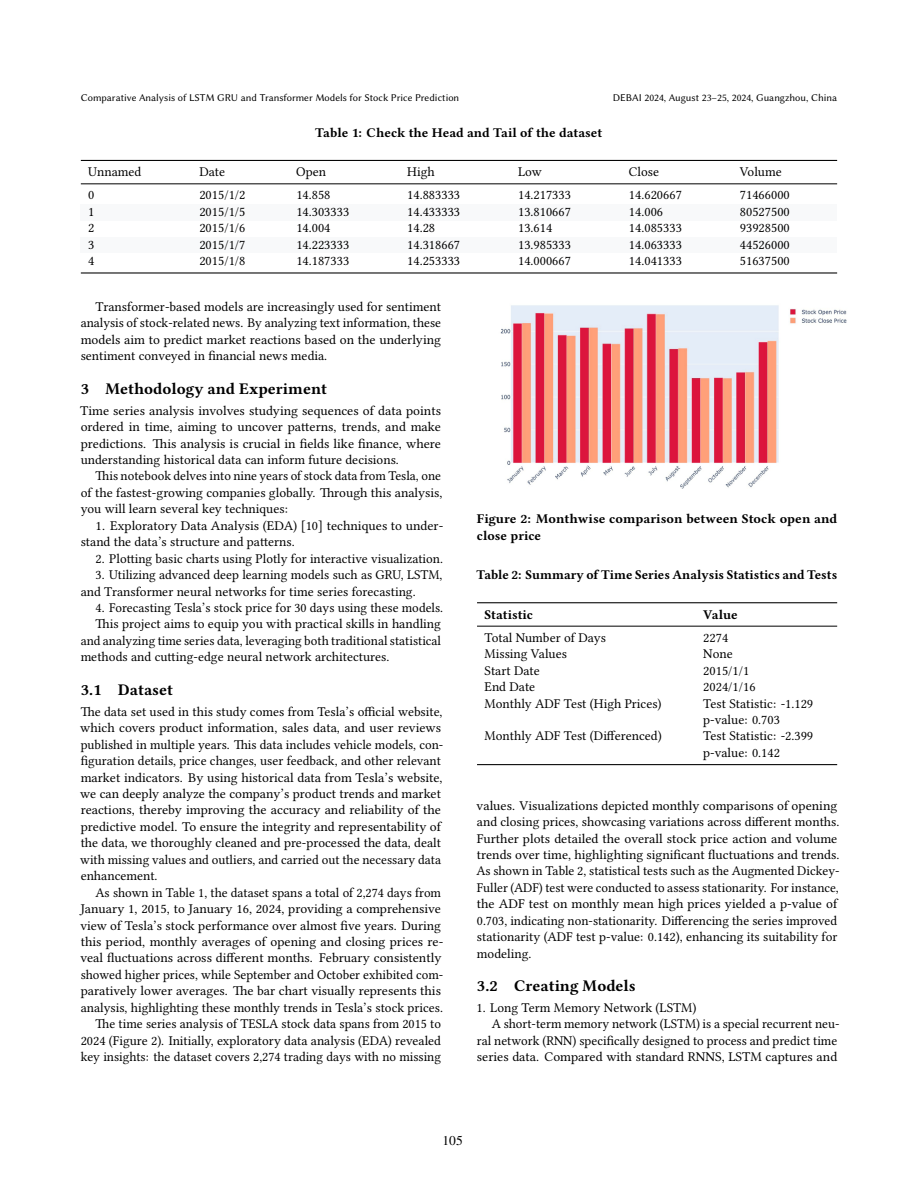 Comparative Analysis of LSTM GRU and Transformer Models for Stock Price Prediction
DEBAI 2024, August 23–25, 2024, Guangzhou, China
Table 1: Check the Head and Tail of the dataset
Unnamed Date Open High Low Close Volume
0 2015/1/2 14.858 14.883333 14.217333 14.620667 71466000
1 2015/1/5 14.303333 14.433333 13.810667 14.006 80527500
2 2015/1/6 14.004 14.28 13.614 14.085333 93928500
3 2015/1/7 14.223333 14.318667 13.985333 14.063333 44526000
4 2015/1/8 14.187333 14.253333 14.000667 14.041333 51637500
Transformer-based models are increasingly used for sentiment
analysis of stock-related news. By analyzing text information, these
models aim to predict market reactions based on the underlying
sentiment conveyed in financial news media.
3 Methodology and Experiment
Time series analysis involves studying sequences of data points
ordered in time, aiming to uncover patterns, trends, and make
predictions. This analysis is crucial in fields like finance, where
understanding historical data can inform future decisions.
This notebook delves into nine years of stock data from Tesla, one
of the fastest-growing companies globally. Through this analysis,
you will learn several key techniques:
1. Exploratory Data Analysis (EDA) [10] techniques to under-
stand the data's structure and patterns.
2. Plotting basic charts using Plotly for interactive visualization.
3. Utilizing advanced deep learning models such as GRU, LSTM,
and Transformer neural networks for time series forecasting.
4. Forecasting Tesla's stock price for 30 days using these models.
This project aims to equip you with practical skills in handling
and analyzing time series data, leveraging both traditional statistical
methods and cutting-edge neural network architectures.
3.1 Dataset
The data set used in this study comes from Tesla's official website,
which covers product information, sales data, and user reviews
published in multiple years. This data includes vehicle models, con-
figuration details, price changes, user feedback, and other relevant
market indicators. By using historical data from Tesla's website,
we can deeply analyze the company's product trends and market
reactions, thereby improving the accuracy and reliability of the
predictive model. To ensure the integrity and representability of
the data, we thoroughly cleaned and pre-processed the data, dealt
with missing values and outliers, and carried out the necessary data
enhancement.
As shown in Table 1, the dataset spans a total of 2,274 days from
January 1, 2015, to January 16, 2024, providing a comprehensive
view of Tesla's stock performance over almost five years. During
this period, monthly averages of opening and closing prices re-
veal fluctuations across different months. February consistently
showed higher prices, while September and October exhibited com-
paratively lower averages. The bar chart visually represents this
analysis, highlighting these monthly trends in Tesla's stock prices.
The time series analysis of TESLA stock data spans from 2015 to
2024 (Figure 2). Initially, exploratory data analysis (EDA) revealed
key insights: the dataset covers 2,274 trading days with no missing
Stock Open Price
Stock Close Price
200
150
100
50
0
January February March April May June July August September October November December
Figure 2: Monthwise comparison between Stock open and
close price
Table 2: Summary of Time Series Analysis Statistics and Tests
Statistic Value
Total Number of Days 2274
Missing Values None
Start Date 2015/1/1
End Date 2024/1/16
Monthly ADF Test (High Prices) Test Statistic: -1.129
p-value: 0.703
Monthly ADF Test (Differenced) Test Statistic: -2.399
p-value: 0.142
values. Visualizations depicted monthly comparisons of opening
and closing prices, showcasing variations across different months.
Further plots detailed the overall stock price action and volume
trends over time, highlighting significant fluctuations and trends.
As shown in Table 2, statistical tests such as the Augmented Dickey-
Fuller (ADF) test were conducted to assess stationarity. For instance,
the ADF test on monthly mean high prices yielded a p-value of
0.703, indicating non-stationarity. Differencing the series improved
stationarity (ADF test p-value: 0.142), enhancing its suitability for
modeling.
3.2 Creating Models
1. Long Term Memory Network (LSTM)
A short-term memory network (LSTM) is a special recurrent neu-
ral network (RNN) specifically designed to process and predict time
series data. Compared with standard RNNS, LSTM captures and
105